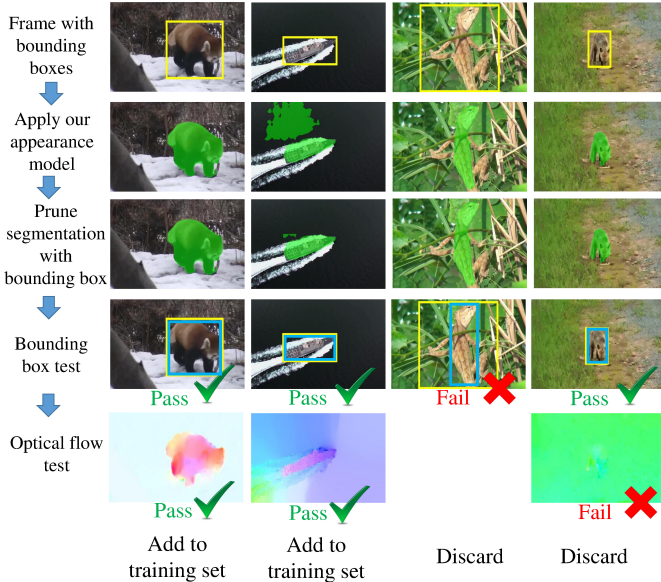 Frame with
bounding
boxes
Apply our
appearance
model
Prune
segmentation
with
bounding box
Bounding
box test
Pass
Pass
Fail
Pass
Optical flow
test
Pass
Pass
Fail
Add to
training set
Add to
training set
Discard
Discard